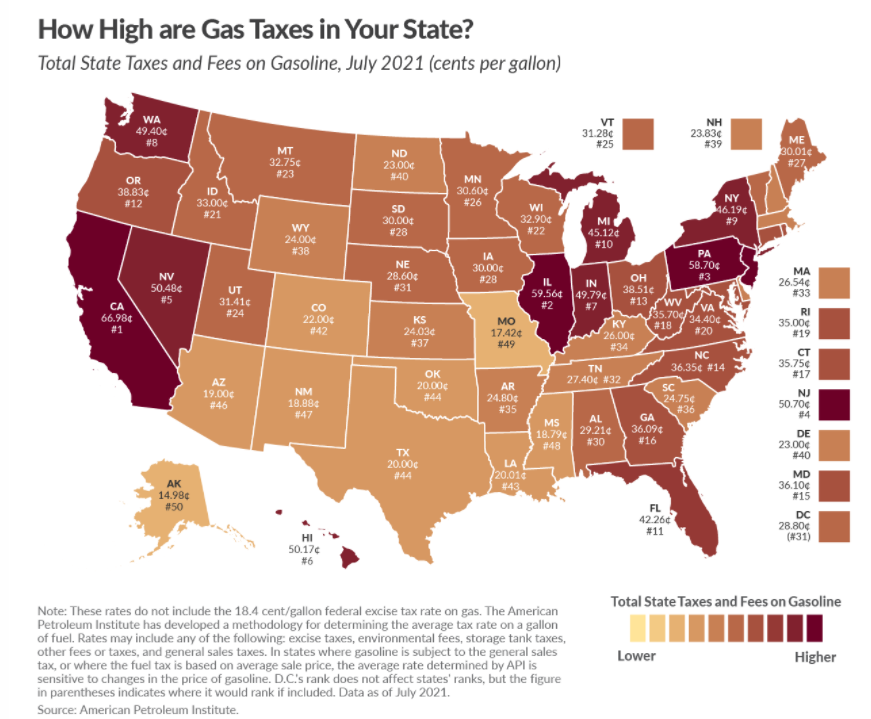 How High are Gas Taxes in Your State?
Total State Taxes and Fees on Gasoline, July 2021 (cents per gallon)
WA
49.40¢
#8
OR
38.83¢
#12
CA
66.98¢
#1
NV
50.48¢
#5
ID
33.00¢
#21
MT
32.75¢
#23
WY
24.00¢
#38
UT
31.41¢
#24
CO
22.00¢
#42
AZ
19.00¢
#46
NM
18.88¢
#47
ND
23.00¢
#40
SD
30.00¢
#28
NE
28.60¢
#31
KS
24.03¢
#37
OK
20.00¢
#44
TX
20.00¢
#44
MN
30.60¢
#26
IA
30.00¢
#28
MO
17.42¢
#49
AR
24.80¢
#35
LA
20.01¢
#43
WI
32.90¢
#22
IL
59.56¢
#2
MI
45.12¢
#10
IN
49.79¢
#7
OH
38.51¢
#13
KY
26.00¢
#34
TN
27.40¢ #32
MS
18.79¢
#48
AL
29.21¢
#30
GA
36.09¢
#16
FL
42.26¢
#11
SC
24.75¢
#36
NC
36.35¢ #14
VA
34.40¢
#20
WV
35.70¢
#18
PA
58.70¢
#3
NY
46.19¢
#9
VT
31.28¢
#25
NH
23.83¢
#39
ME
30.01¢
#27
MA
26.54¢
#33
RI
35.00¢
#19
CT
35.75¢
#17
NJ
50.70¢
#4
DE
23.00¢
#40
MD
36.10¢
#15
DC
28.80¢
(#31)
AK
14.98¢
#50
HI
50.17¢
#6
Note: These rates do not include the 18.4 cent/gallon federal excise tax rate on gas. The American
Petroleum Institute has developed a methodology for determining the average tax rate on a gallon
of fuel. Rates may include any of the following: excise taxes, environmental fees, storage tank taxes,
other fees or taxes, and general sales taxes. In states where gasoline is subject to the general sales
tax, or where the fuel tax is based on average sale price, the average rate determined by API is
sensitive to changes in the price of gasoline. D.C.'s rank does not affect states' ranks, but the figure
in parentheses indicates where it would rank if included. Data as of July 2021.
Source: American Petroleum Institute.
Total State Taxes and Fees on Gasoline
Lower
Higher